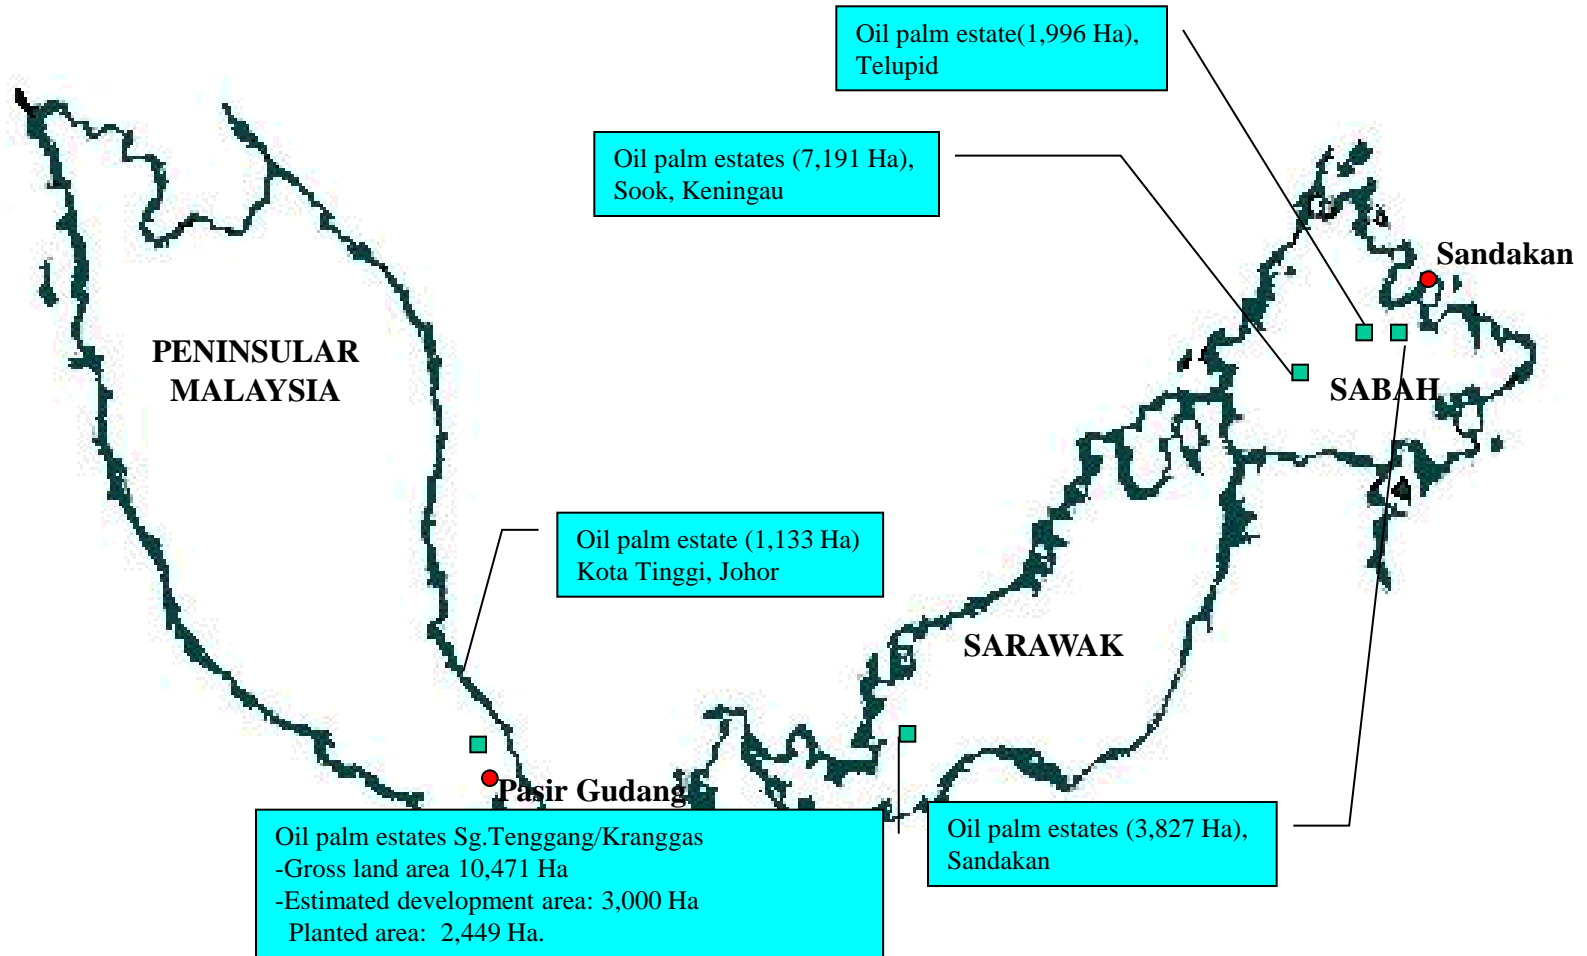 Oil palm estate(1,996 Ha),
Telupid
Oil palm estates (7,191 Ha),
Sook, Keningau
Sandakan
PENINSULAR
MALAYSIA
SABAH
Oil palm estate (1,133 Ha)
Kota Tinggi, Johor
SARAWAK
Pasir Gudang
Oil palm estates Sg.Tenggang/Kranggas
-Gross land area 10,471 Ha
-Estimated development area: 3,000 Ha
Planted area:  2,449 Ha.
Oil palm estates (3,827 Ha),
Sandakan